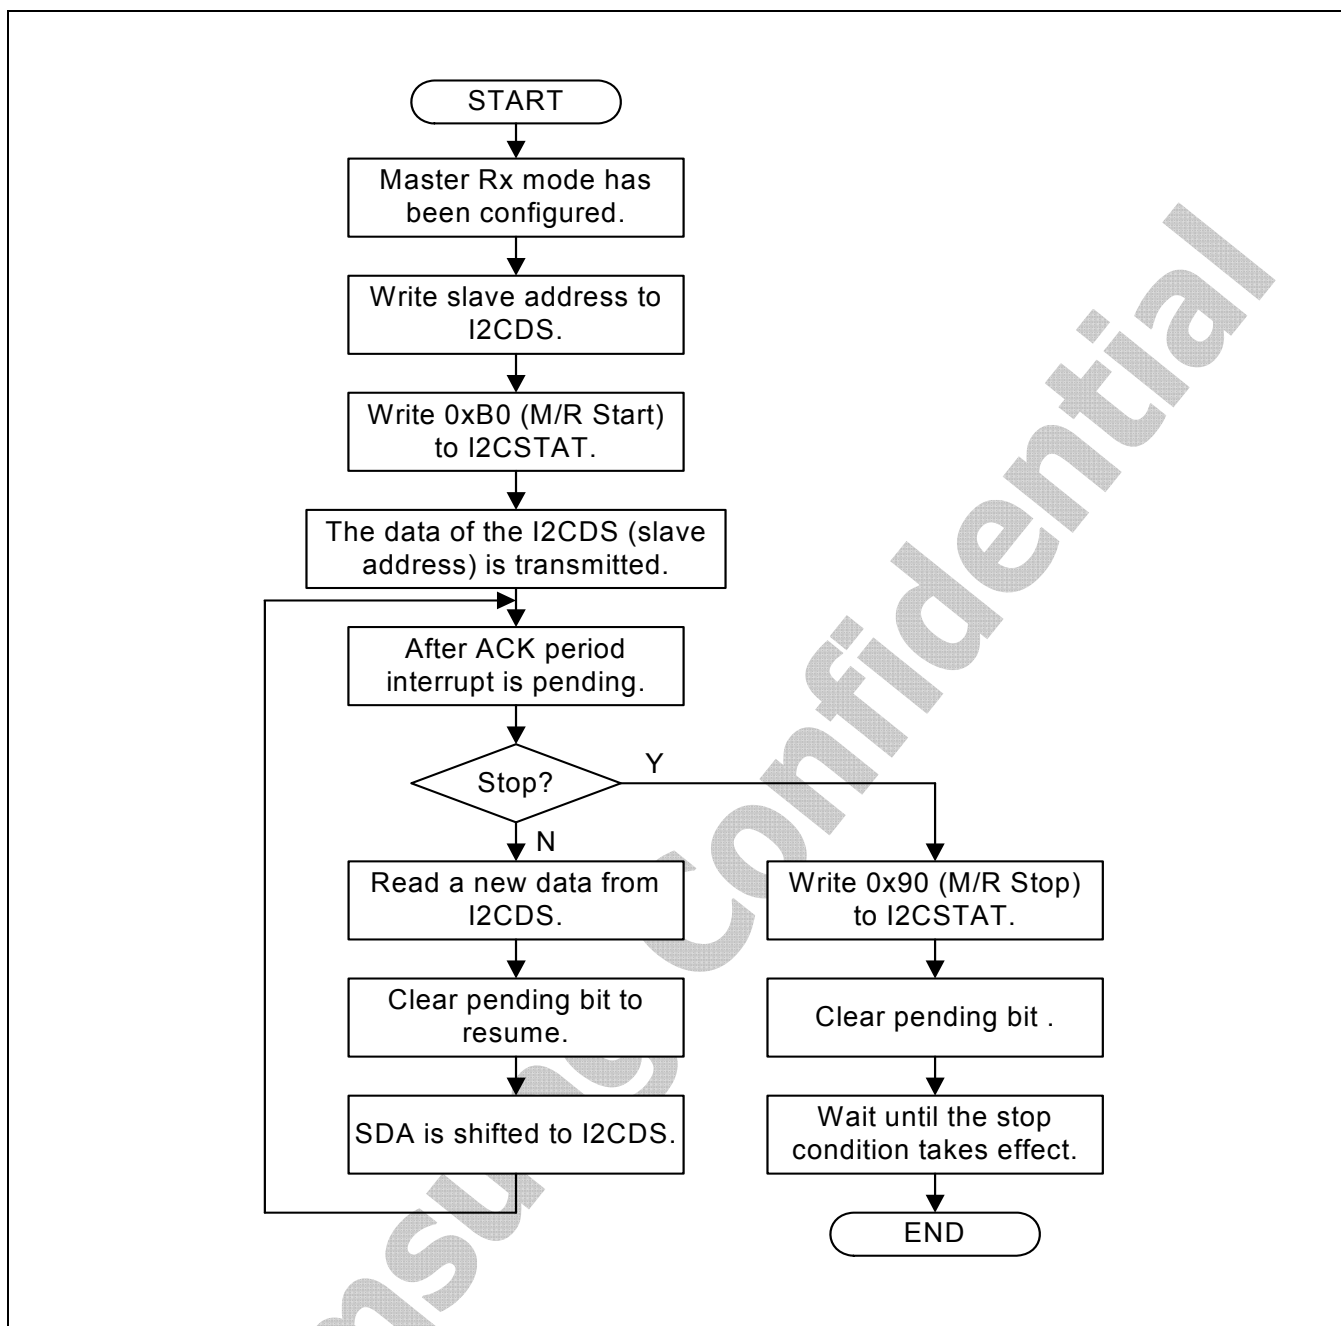 START
Master Rx mode has
been configured.
Write slave address to
I2CDS.
Write 0xB0 (M/R Start)
to I2CSTAT.
The data of the I2CDS (slave
address) is transmitted.
After ACK period
interrupt is pending.
Stop?
Y
N
Read a new data from
I2CDS.
Clear pending bit to
resume.
SDA is shifted to I2CDS.
Write 0x90 (M/R Stop)
to I2CSTAT.
Clear pending bit .
Wait until the stop
condition takes effect.
END
msung Confidential